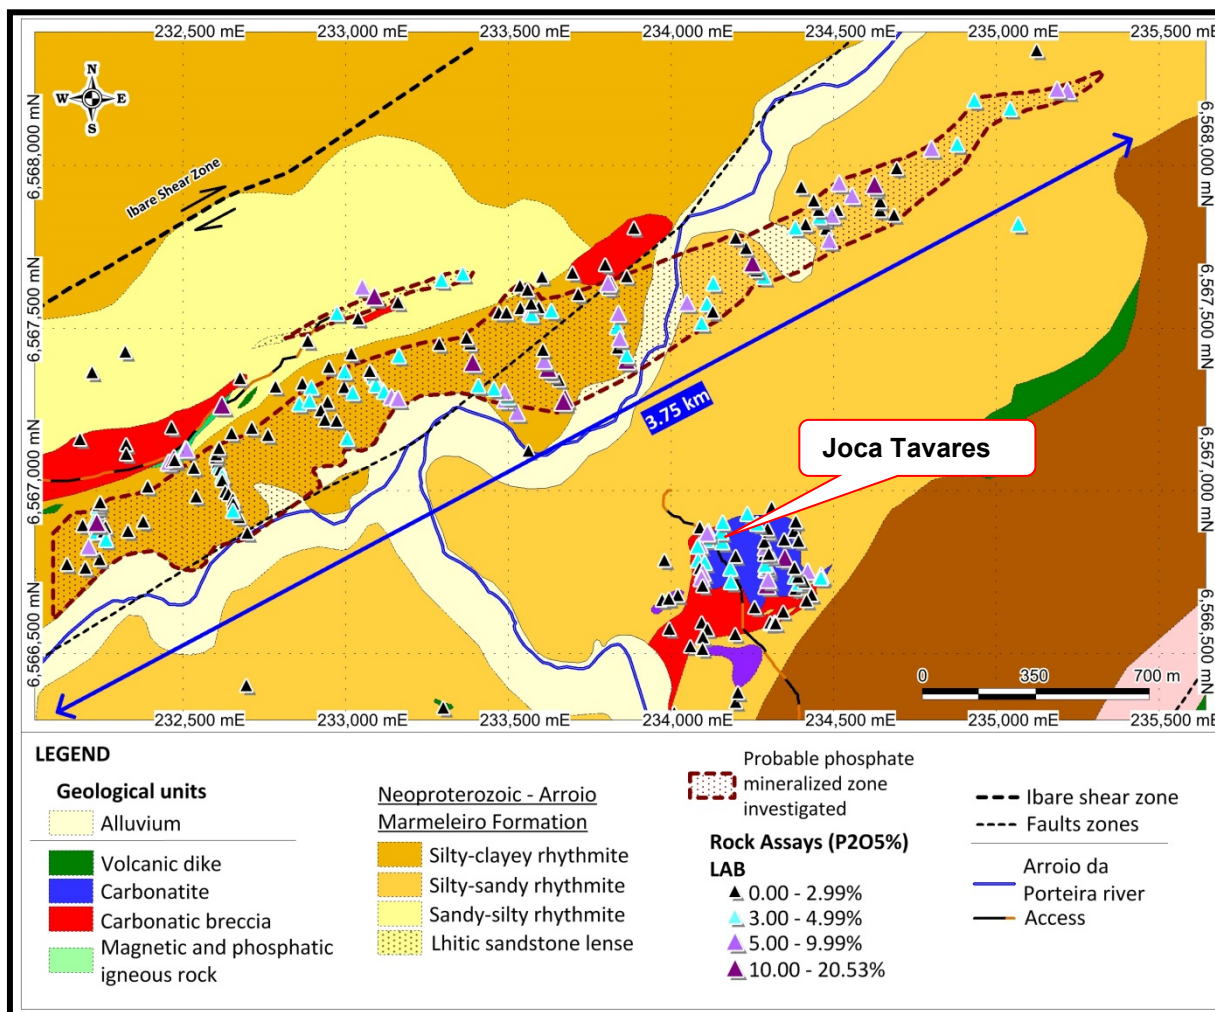 232,500 mE 233,000 mE 233,500 mE 234,000 mE 234,500 mE 235,000 mE 235,500 mE
N
W E
S
6,568,000 mN
6,567,500 mN
6,567,000 mN
6,566,500 mN
Ibare Shear Zone
3.75 km
Joca Tavares
6,568,000 mN
6,567,500 mN
6,567,000 mN
6,566,500 mN
0 350 700 m
232,500 mE 233,000 mE 233,500 mE 234,000 mE 234,500 mE 235,000 mE 235,500 mE
LEGEND
Geological units
Alluvium
Volcanic dike
Carbonatite
Carbonatic breccia
Magnetic and phosphatic
igneous rock
Neoproterozoic - Arroio
Marmeleiro Formation
Silty-clayey rhythmite
Silty-sandy rhythmite
Sandy-silty rhythmite
Lhitic sandstone lense
Probable phosphate
mineralized zone
investigated
Rock Assays (P2O5%)
LAB
0.00 - 2.99%
3.00 - 4.99%
5.00 - 9.99%
10.00 - 20.53%
Ibare shear zone
Faults zones
Arroio da
Porteira river
Access